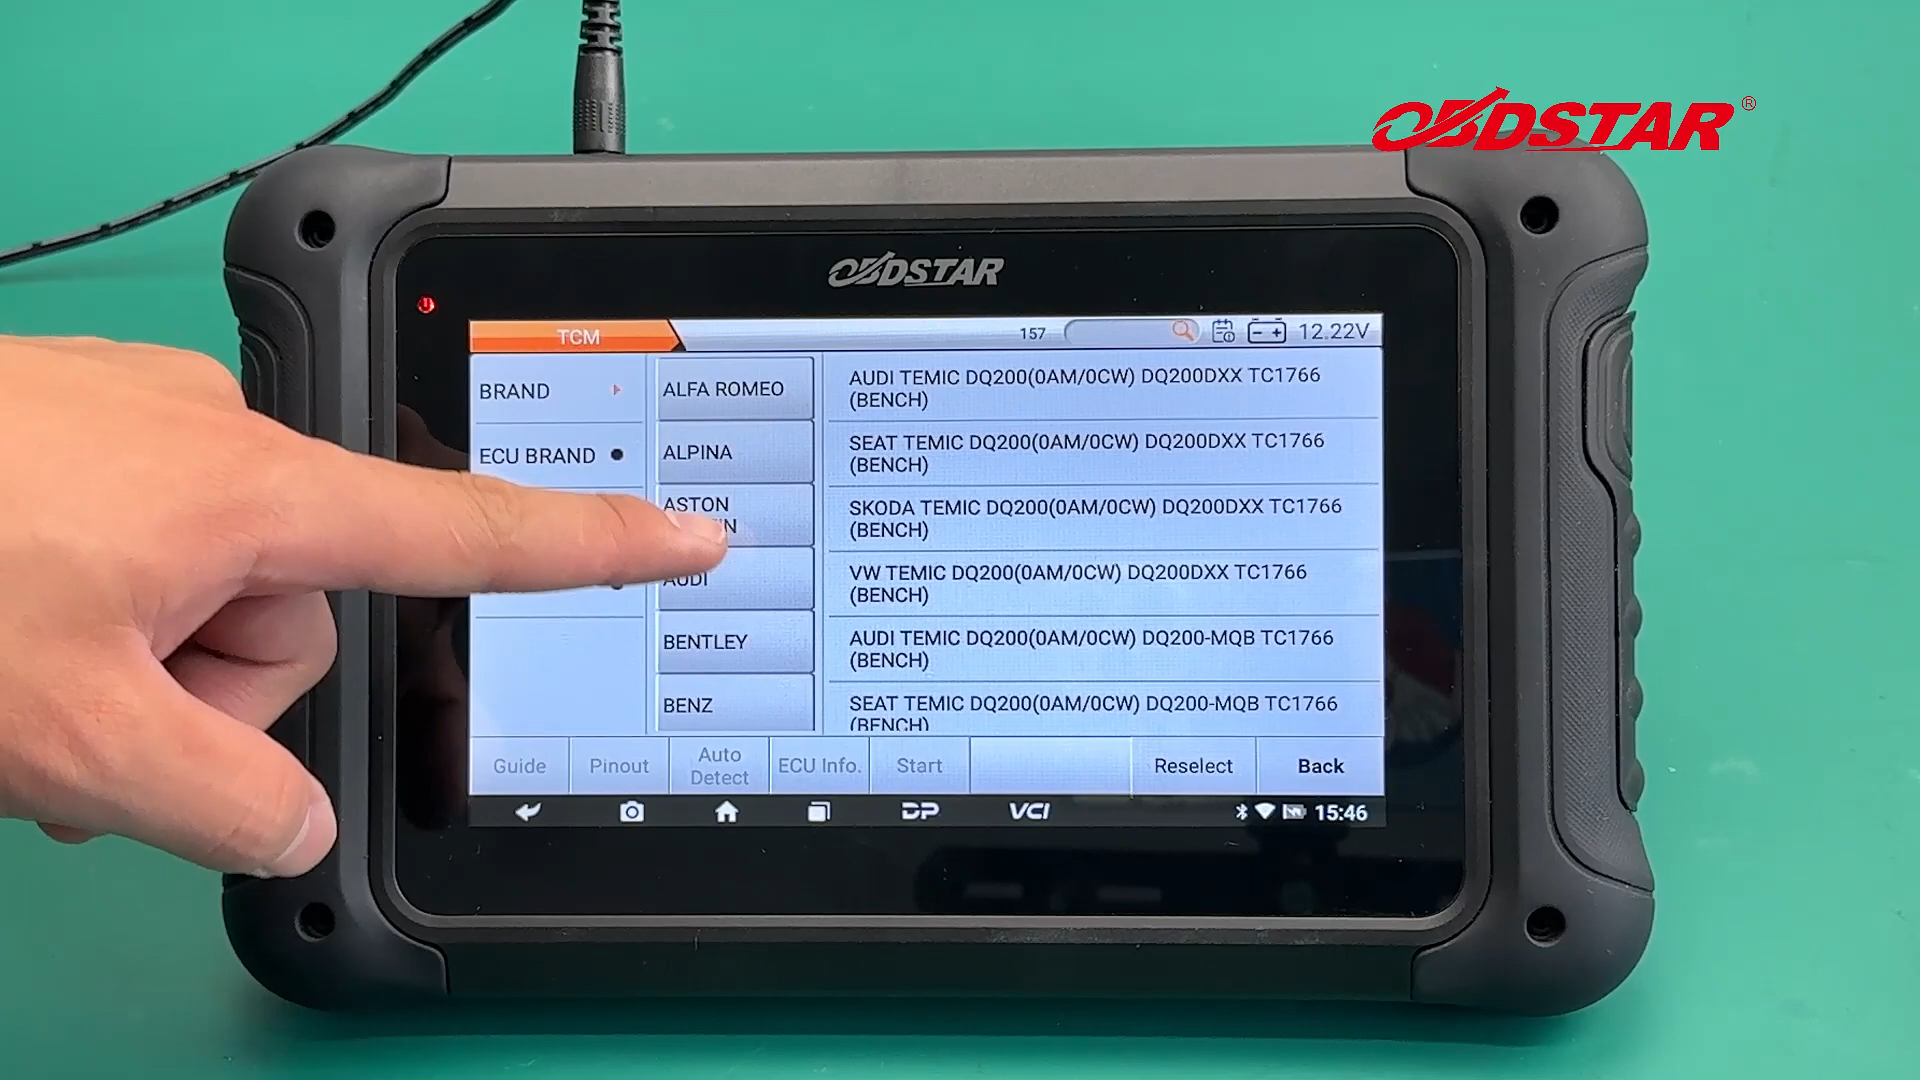 OBDSTAR®
OBDSTAR
TCM
157
12.22V
BRAND
ECU BRAND
ALFA ROMEO
ALPINA
ASTON
AUDI
BENTLEY
BENZ
AUDI TEMIC DQ200(0AM/0CW) DQ200DXX TC1766
(BENCH)
SEAT TEMIC DQ200(0AM/0CW) DQ200DXX TC1766
(BENCH)
SKODA TEMIC DQ200(0AM/0CW) DQ200DXX TC1766
(BENCH)
VW TEMIC DQ200(0AM/0CW) DQ200DXX TC1766
(BENCH)
AUDI TEMIC DQ200(0AM/0CW) DQ200-MQB TC1766
(BENCH)
SEAT TEMIC DQ200(0AM/0CW) DQ200-MQB TC1766
(BENCH)
Guide
Pinout
Auto
Detect
ECU Info.
Start
Reselect
Back
DP
VCI
15:46